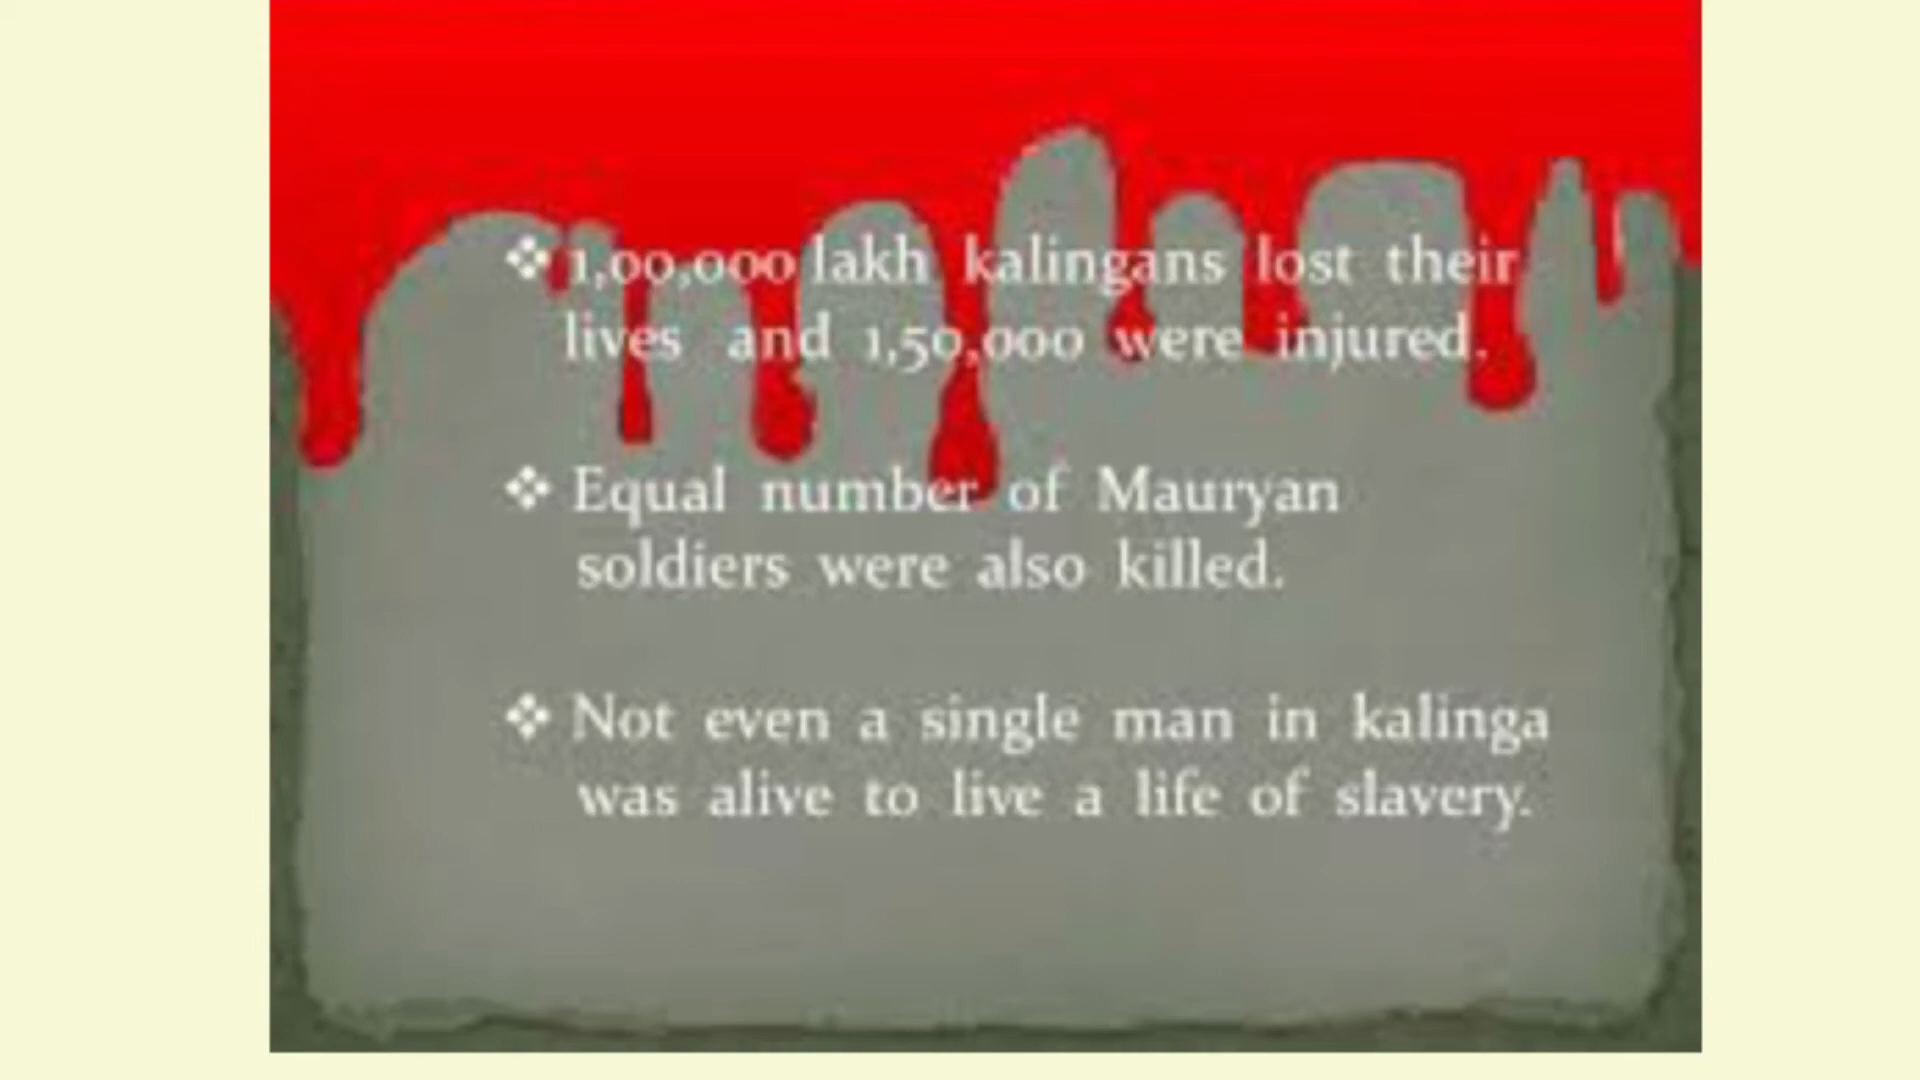 ❖ 1,00,000 lakh kalingans lost their
lives and 1,50,000 were injured.
❖ Equal number of Mauryan
soldiers were also killed.
❖ Not even a single man in kalinga
was alive to live a life of slavery.